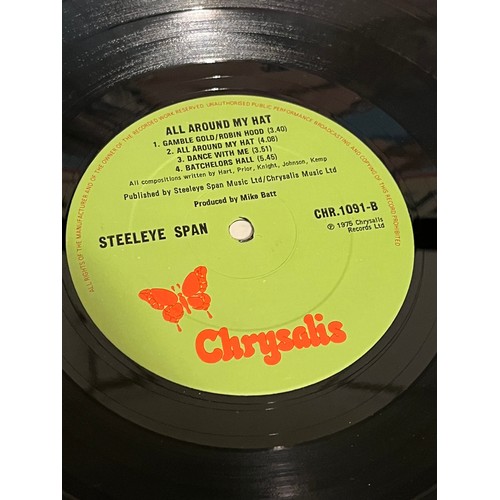 ALL RIGHTS OF THE MANUFACTURER AND OF THE OWNER OF THE RECORDED WORK RESERVED. UNAUTHORISED PUBLIC PERFORMANCE BROADCASTING AND COPYING OF THIS RECORD PROHIBITED
ALL AROUND MY HAT
1. GAMBLE GOLD/ROBIN HOOD (3.40)
2. ALL AROUND MY HAT (4.06)
3. DANCE WITH ME (3.51)
4. BATCHELORS HALL (5.45)
All compositions written by Hart, Prior, Knight, Johnson, Kemp
Published by Steeleye Span Music Ltd/Chrysalis Music Ltd
Produced by Mike Batt
STEELEYE SPAN
CHR.1091-B
℗ 1975 Chrysalis
Records Ltd
Chrysalis